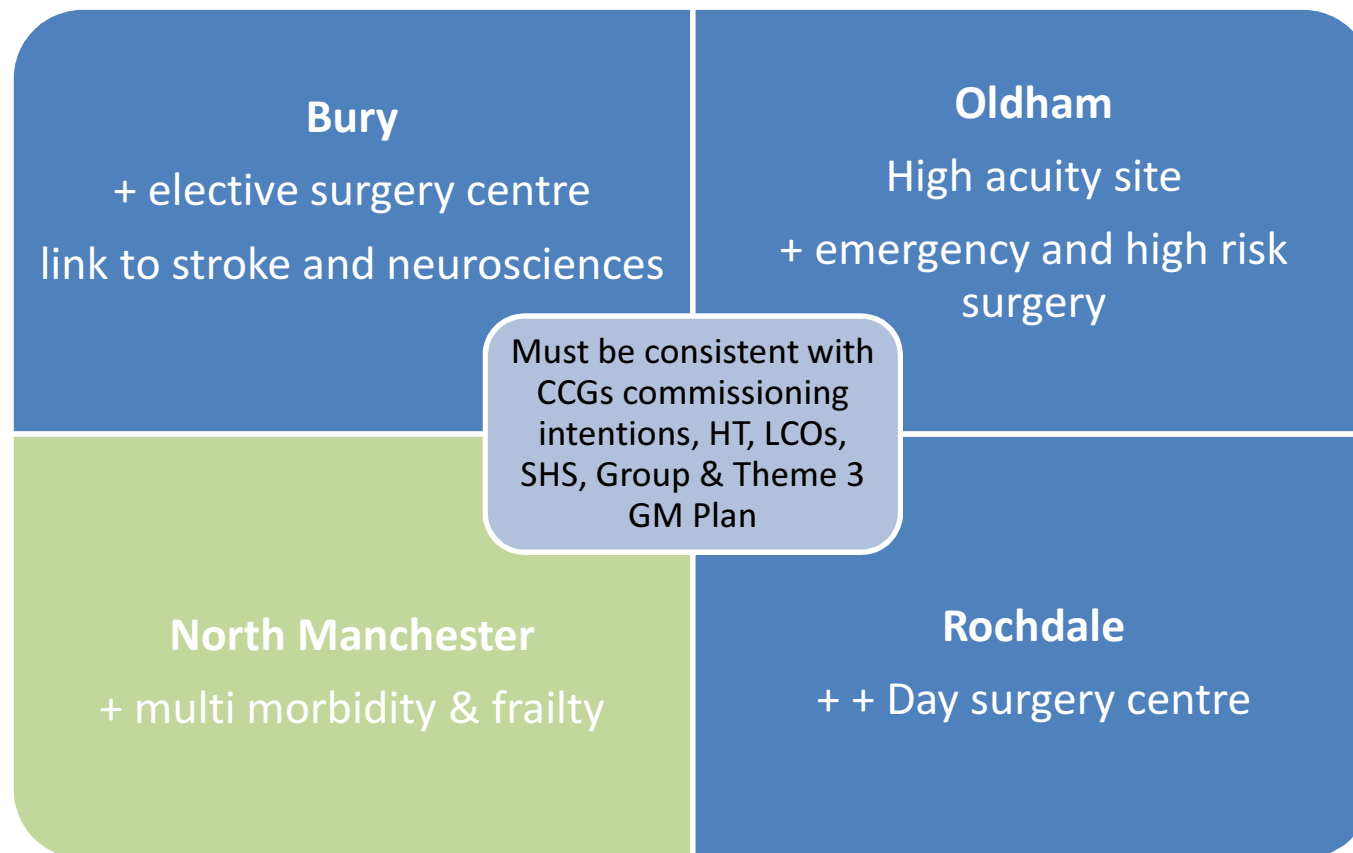 Bury
+ elective surgery centre
link to stroke and neurosciences
Oldham
High acuity site
+ emergency and high risk
surgery
Must be consistent with
CCGs commissioning
intentions, HT, LCOs,
SHS, Group & Theme 3
GM Plan
North Manchester
+ multi morbidity & frailty
Rochdale
+ + Day surgery centre